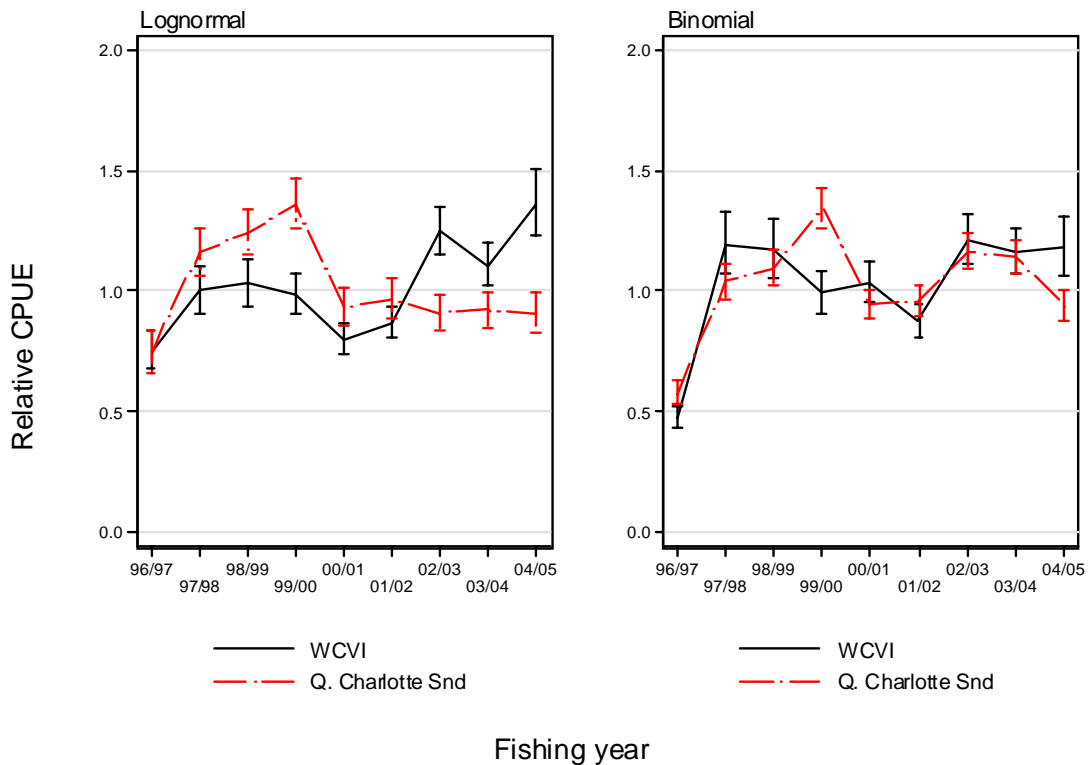 Lognormal
Binomial
Relative CPUE
2.0
1.5
1.0
0.5
0.0
96/97 98/99 00/01 02/03 04/05
97/98 99/00 01/02 03/04
WCVI
Q. Charlotte Snd
2.0
1.5
1.0
0.5
0.0
96/97 98/99 00/01 02/03 04/05
97/98 99/00 01/02 03/04
WCVI
Q. Charlotte Snd
Fishing year